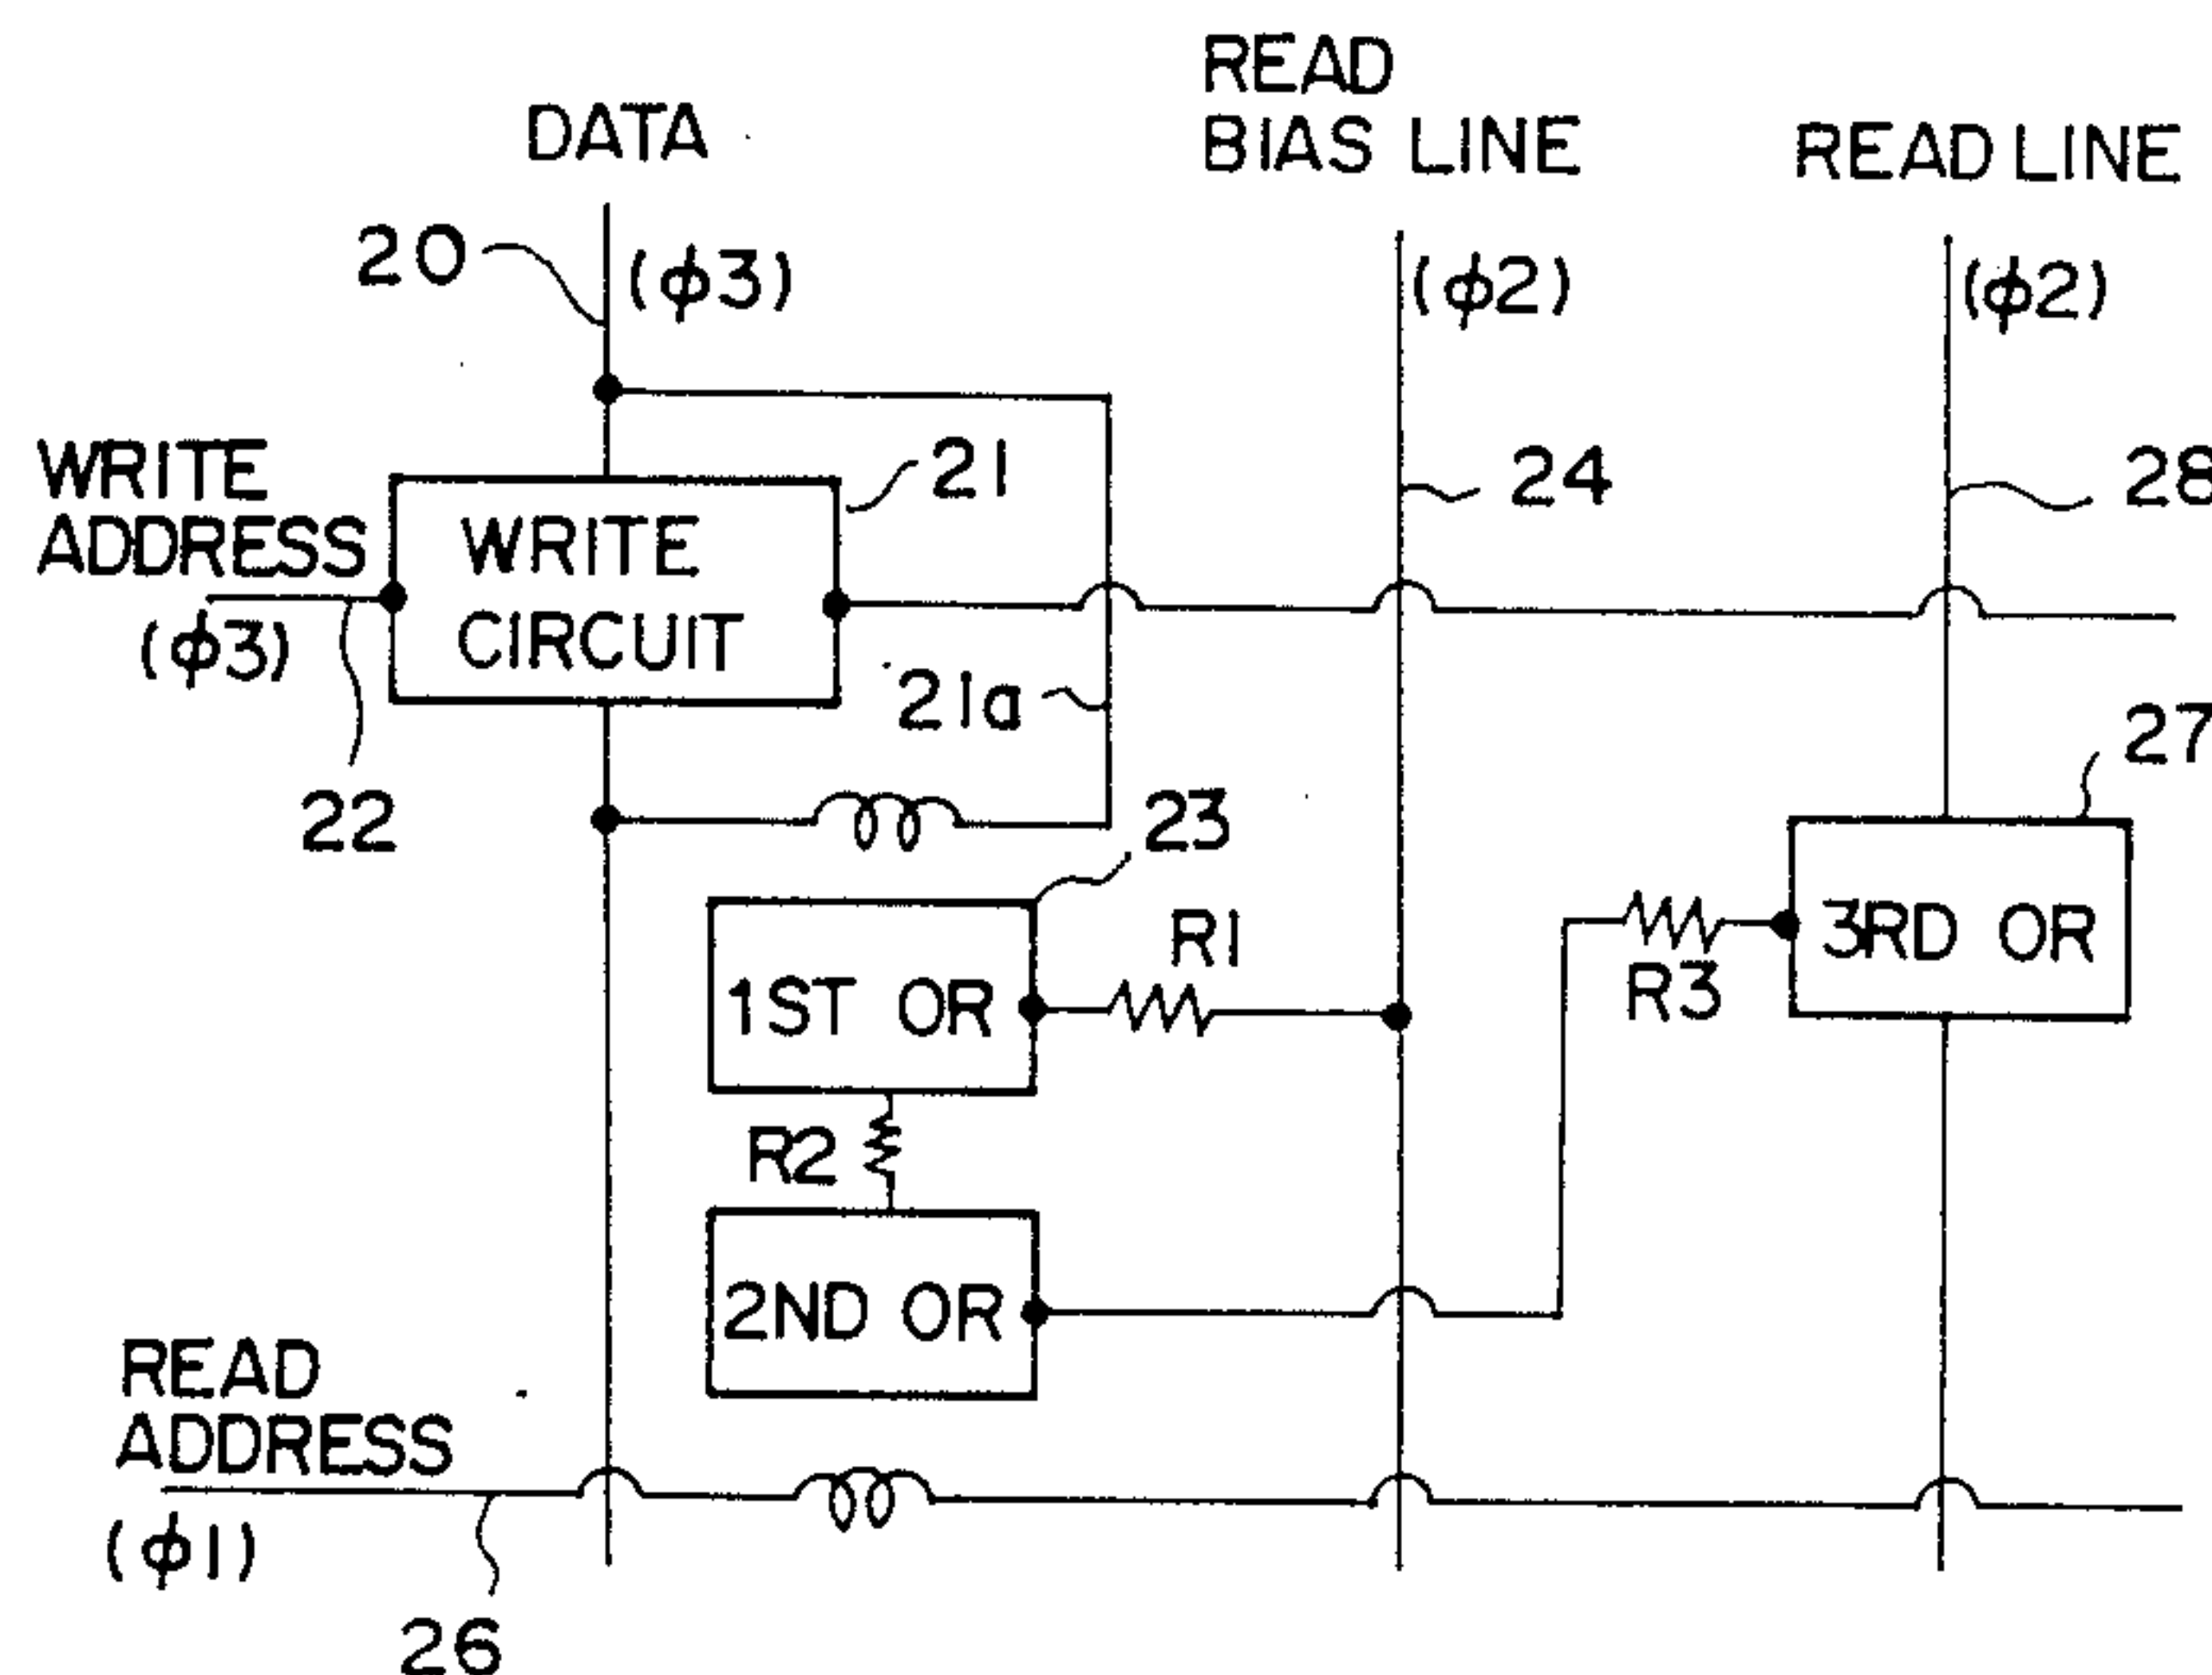 READ
BIAS LINE
DATA
READ LINE
20
(ϕ3)
(ϕ2)
(ϕ2)
WRITE
ADDRESS
(ϕ3)
21
24
28
WRITE
CIRCUIT
21a
27
22
23
R1
1ST OR
R3
3RD OR
R2
2ND OR
READ
ADDRESS
(ϕ1)
26